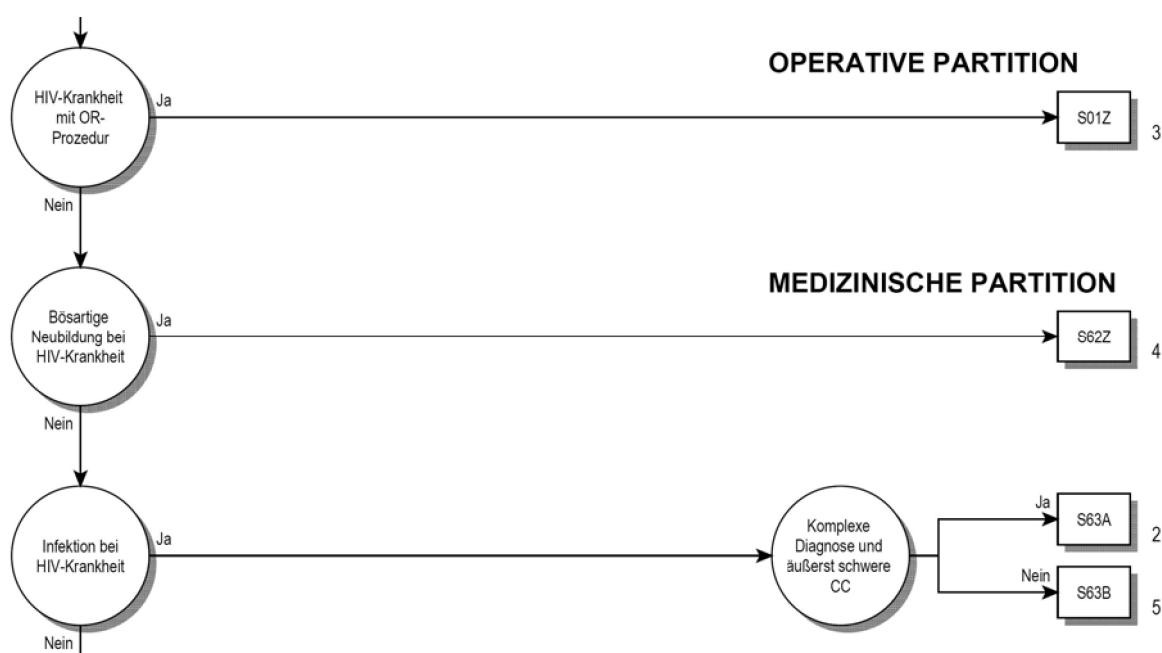 OPERATIVE PARTITION
HIV-Krankheit
mit OR-
Prozedur
Ja
S01Z
3
Nein
MEDIZINISCHE PARTITION
Bösartige
Neubildung bei
HIV-Krankheit
Ja
S62Z
4
Nein
Infektion bei
HIV-Krankheit
Ja
Komplexe
Diagnose und
äußerst schwere
CC
Ja
S63A
2
Nein
S63B
5
Nein